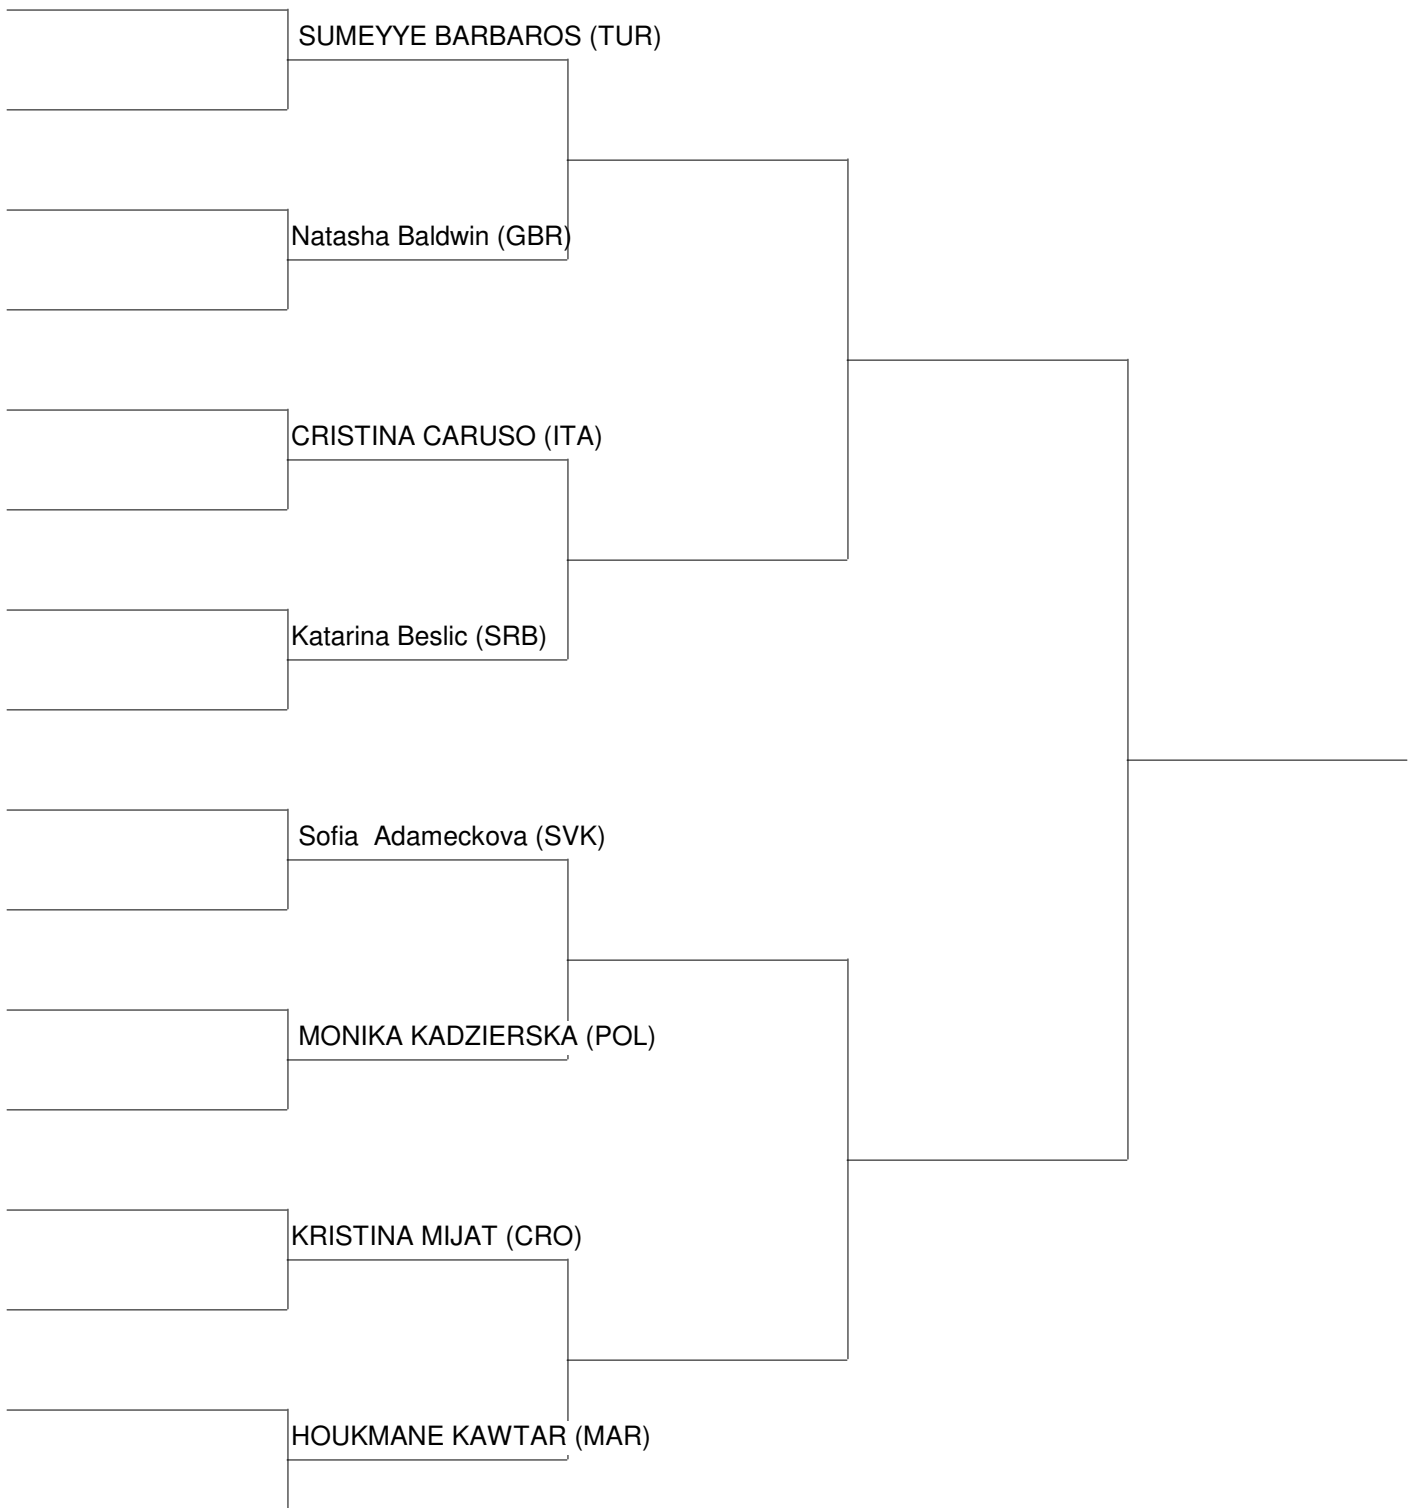 SUMEYYE BARBAROS (TUR)
Natasha Baldwin (GBR)
CRISTINA CARUSO (ITA)
Katarina Beslic (SRB)
Sofia  Adameckova (SVK)
MONIKA KADZIERSKA (POL)
KRISTINA MIJAT (CRO)
HOUKMANE KAWTAR (MAR)